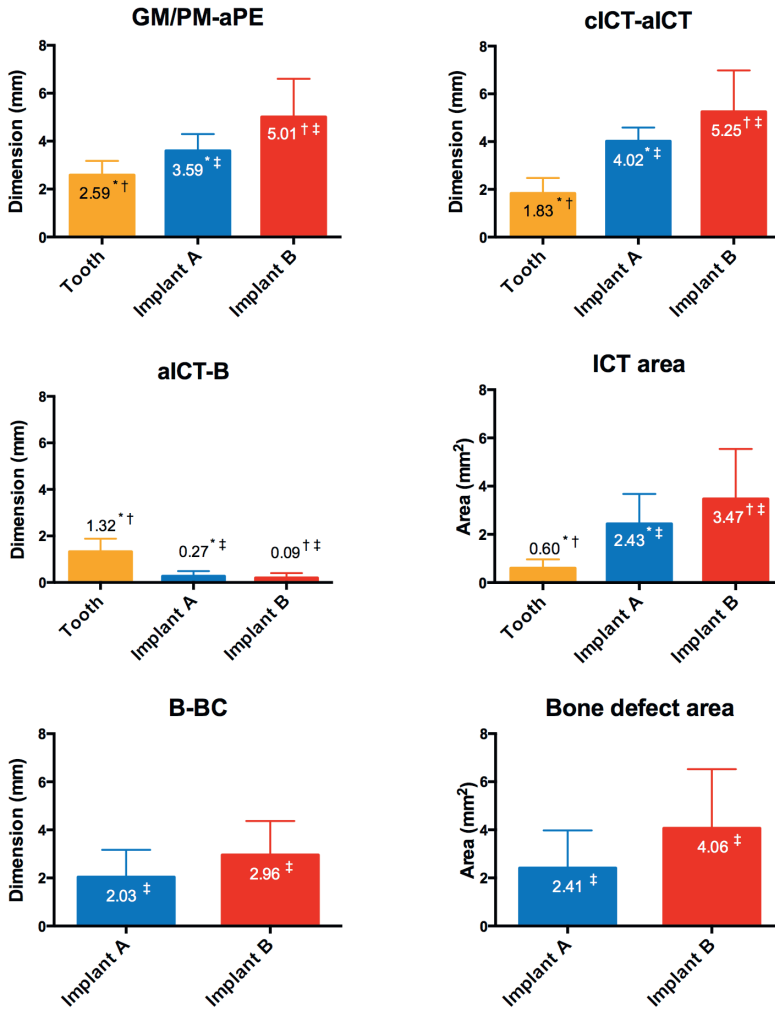 GM/PM-aPE
Dimension (mm)
8
6
4
2
0
2.59 * †
3.59 * ‡
5.01 † ‡
Tooth
Implant A
Implant B
cICT-aICT
Dimension (mm)
8
6
4
2
0
1.83 * †
4.02 * ‡
5.25 † ‡
Tooth
Implant A
Implant B
aICT-B
Dimension (mm)
8
6
4
2
0
1.32 * †
0.27 * ‡
0.09 † ‡
Tooth
Implant A
Implant B
ICT area
Area (mm²)
8
6
4
2
0
0.60 * †
2.43 * ‡
3.47 † ‡
Tooth
Implant A
Implant B
B-BC
Dimension (mm)
8
6
4
2
0
2.03 ‡
2.96 ‡
Implant A
Implant B
Bone defect area
Area (mm²)
8
6
4
2
0
2.41 ‡
4.06 ‡
Implant A
Implant B